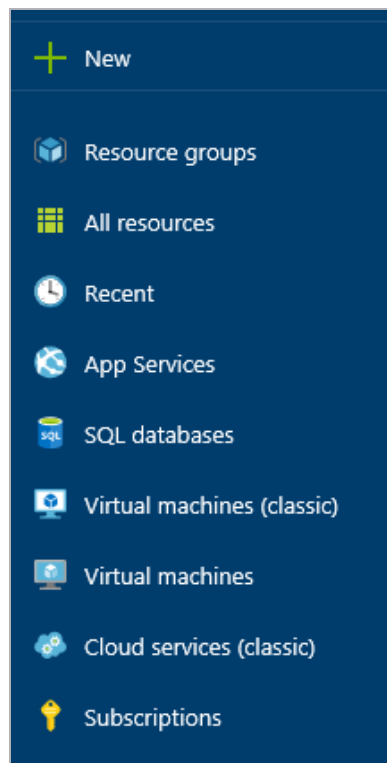 New
Resource groups
All resources
Recent
App Services
SQL
SQL databases
Virtual machines (classic)
Virtual machines
Cloud services (classic)
Subscriptions